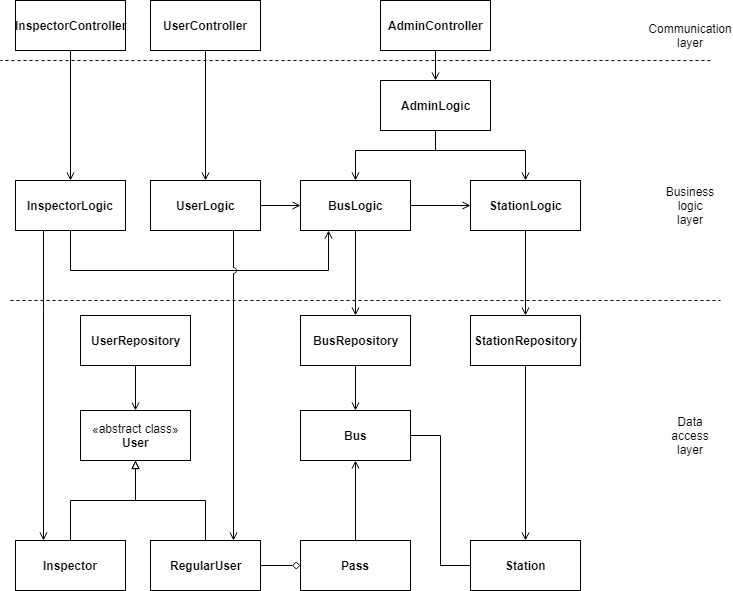 InspectorController
UserController
AdminController
Communication
layer
AdminLogic
InspectorLogic
UserLogic
BusLogic
StationLogic
Business
logic
layer
UserRepository
BusRepository
StationRepository
«abstract class»
User
Bus
Data
access
layer
Inspector
RegularUser
Pass
Station